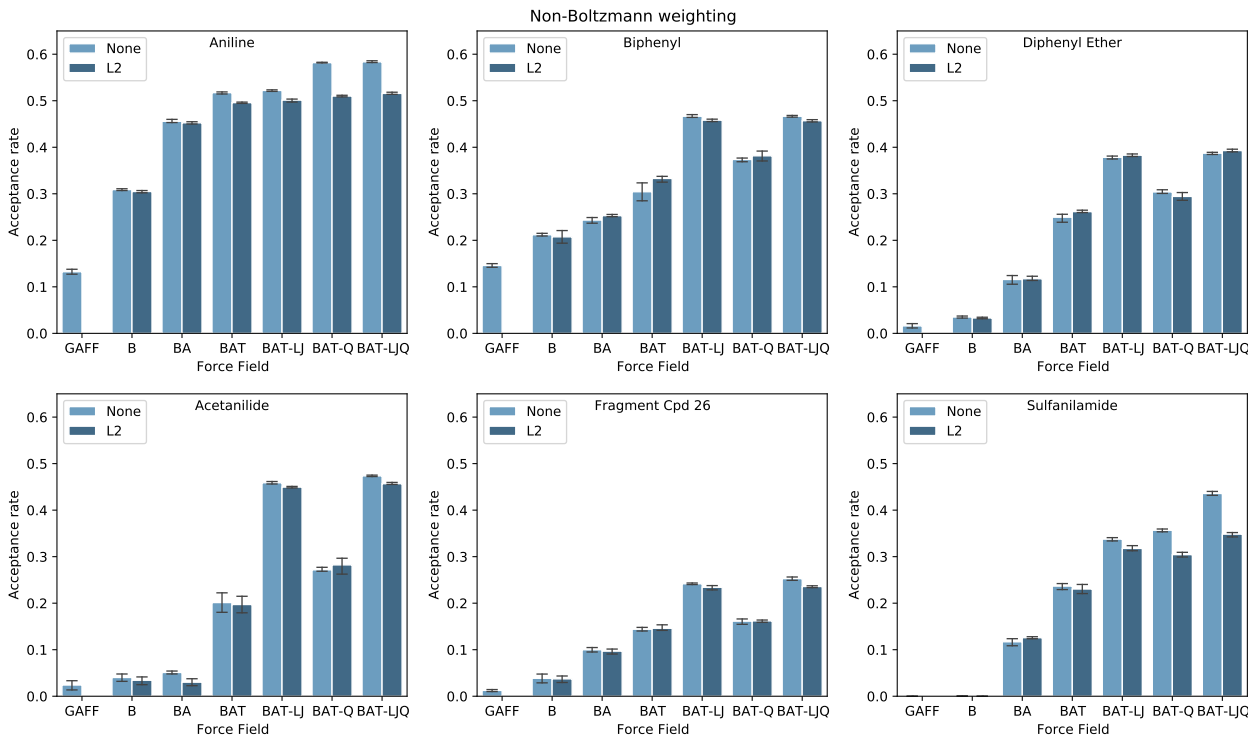 Non-Boltzmann weighting
Aniline
None
L2
Acceptance rate
0.6
0.5
0.4
0.3
0.2
0.1
0.0
GAFF B BA BAT BAT-LJ BAT-Q BAT-LJQ
Force Field
Biphenyl
None
L2
Acceptance rate
0.6
0.5
0.4
0.3
0.2
0.1
0.0
GAFF B BA BAT BAT-LJ BAT-Q BAT-LJQ
Force Field
Diphenyl Ether
None
L2
Acceptance rate
0.6
0.5
0.4
0.3
0.2
0.1
0.0
GAFF B BA BAT BAT-LJ BAT-Q BAT-LJQ
Force Field
Acetanilide
None
L2
Acceptance rate
0.6
0.5
0.4
0.3
0.2
0.1
0.0
GAFF B BA BAT BAT-LJ BAT-Q BAT-LJQ
Force Field
Fragment Cpd 26
None
L2
Acceptance rate
0.6
0.5
0.4
0.3
0.2
0.1
0.0
GAFF B BA BAT BAT-LJ BAT-Q BAT-LJQ
Force Field
Sulfanilamide
None
L2
Acceptance rate
0.6
0.5
0.4
0.3
0.2
0.1
0.0
GAFF B BA BAT BAT-LJ BAT-Q BAT-LJQ
Force Field